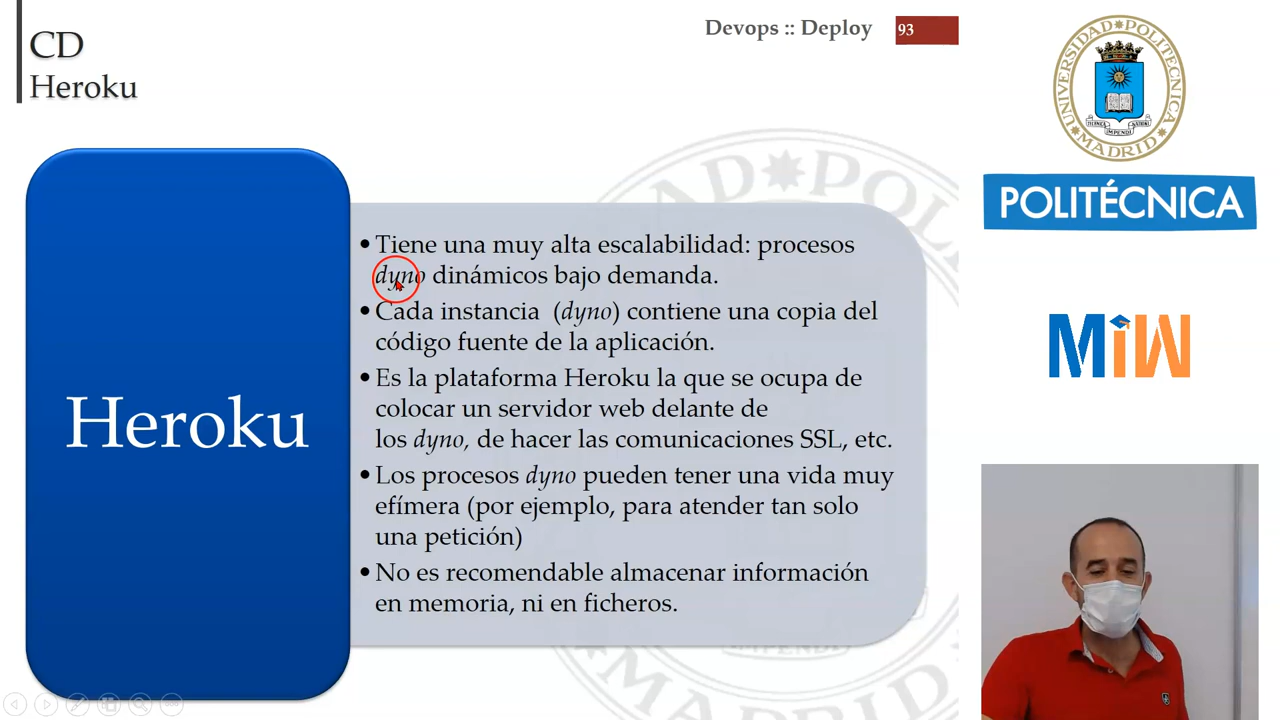 CD
Heroku
Devops :: Deploy
93
Heroku
•Tiene una muy alta escalabilidad: procesos
dyno dinámicos bajo demanda.
•Cada instancia (dyno) contiene una copia del
código fuente de la aplicación.
•Es la plataforma Heroku la que se ocupa de
colocar un servidor web delante de
los dyno, de hacer las comunicaciones SSL, etc.
•Los procesos dyno pueden tener una vida muy
efímera (por ejemplo, para atender tan solo
una petición)
•No es recomendable almacenar información
en memoria, ni en ficheros.
UNIVERSIDAD POLITECNICA
MADRID
POLITÉCNICA
MiW